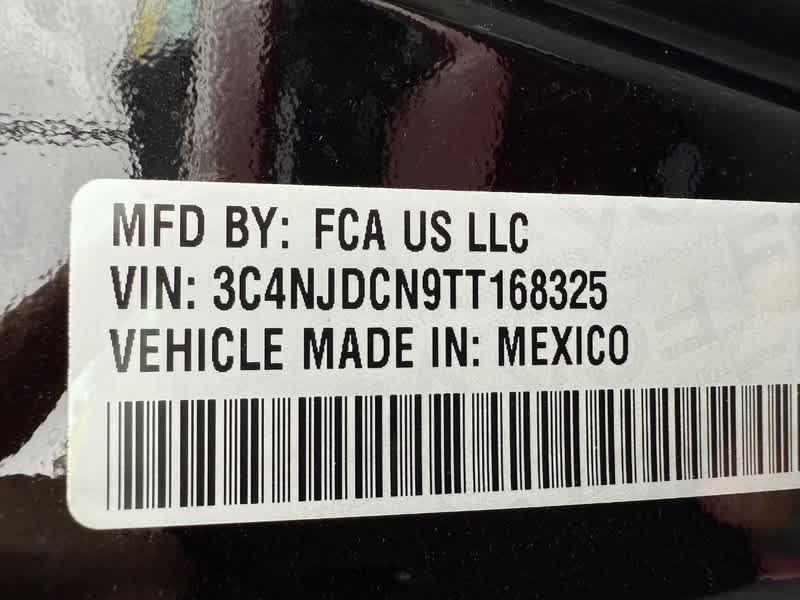 MFD BY: FCA US LLC
VIN: 3C4NJDCN9TT168325
VEHICLE MADE IN: MEXICO